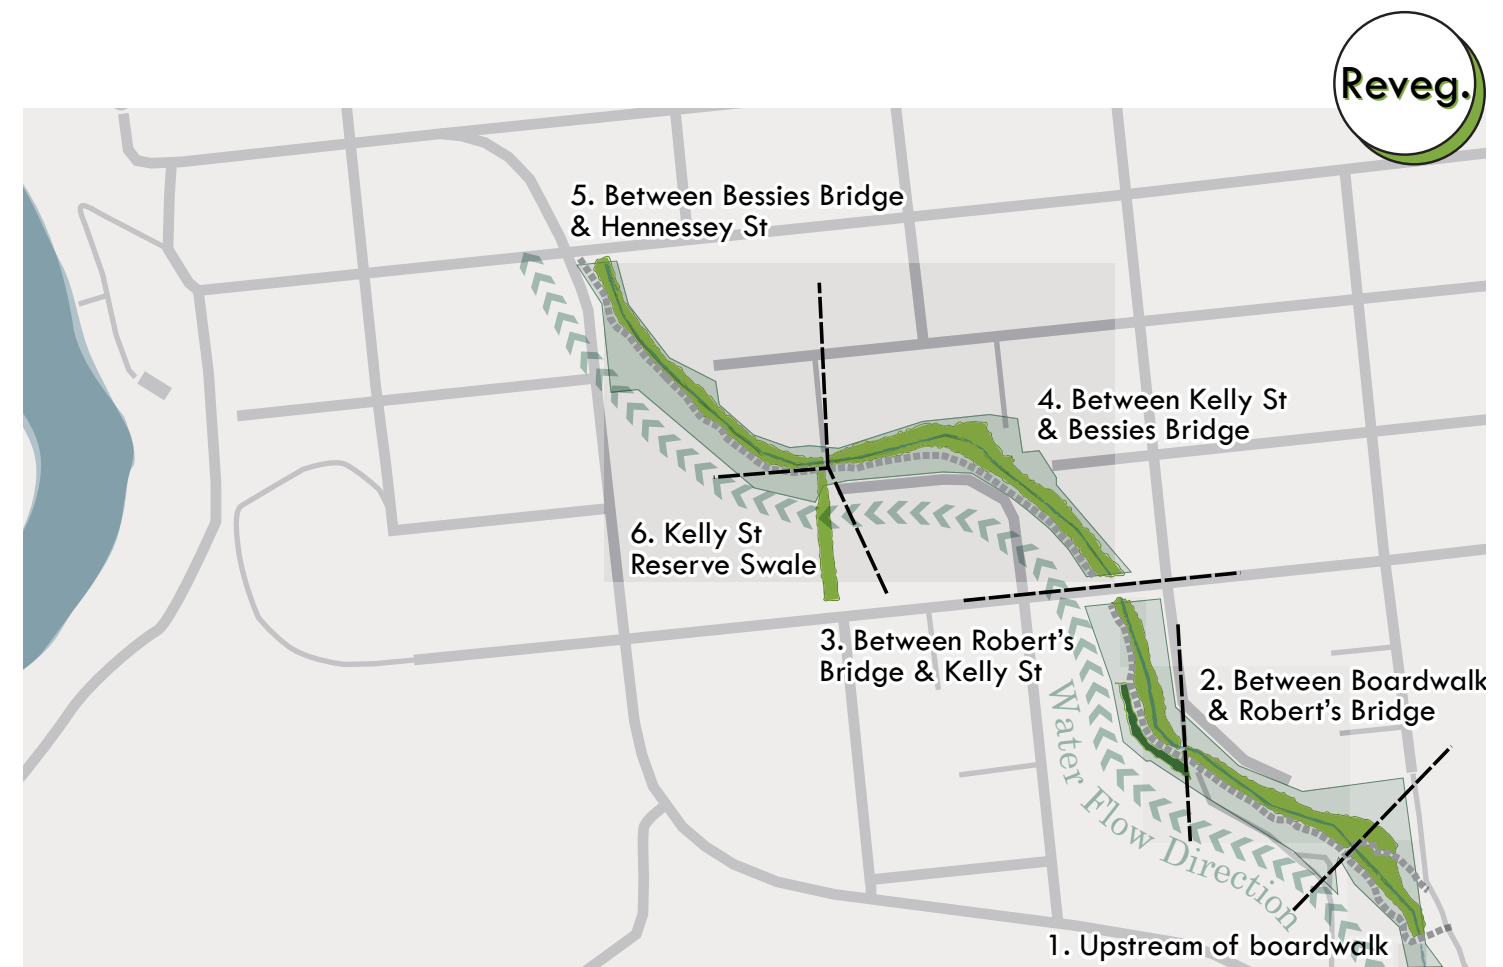 Reveg.
5. Between Bessies Bridge
& Hennessey St
4. Between Kelly St
& Bessies Bridge
6. Kelly St
Reserve Swale
3. Between Robert's
Bridge & Kelly St
2. Between Boardwalk
& Robert's Bridge
Water Flow Direction
1. Upstream of boardwalk